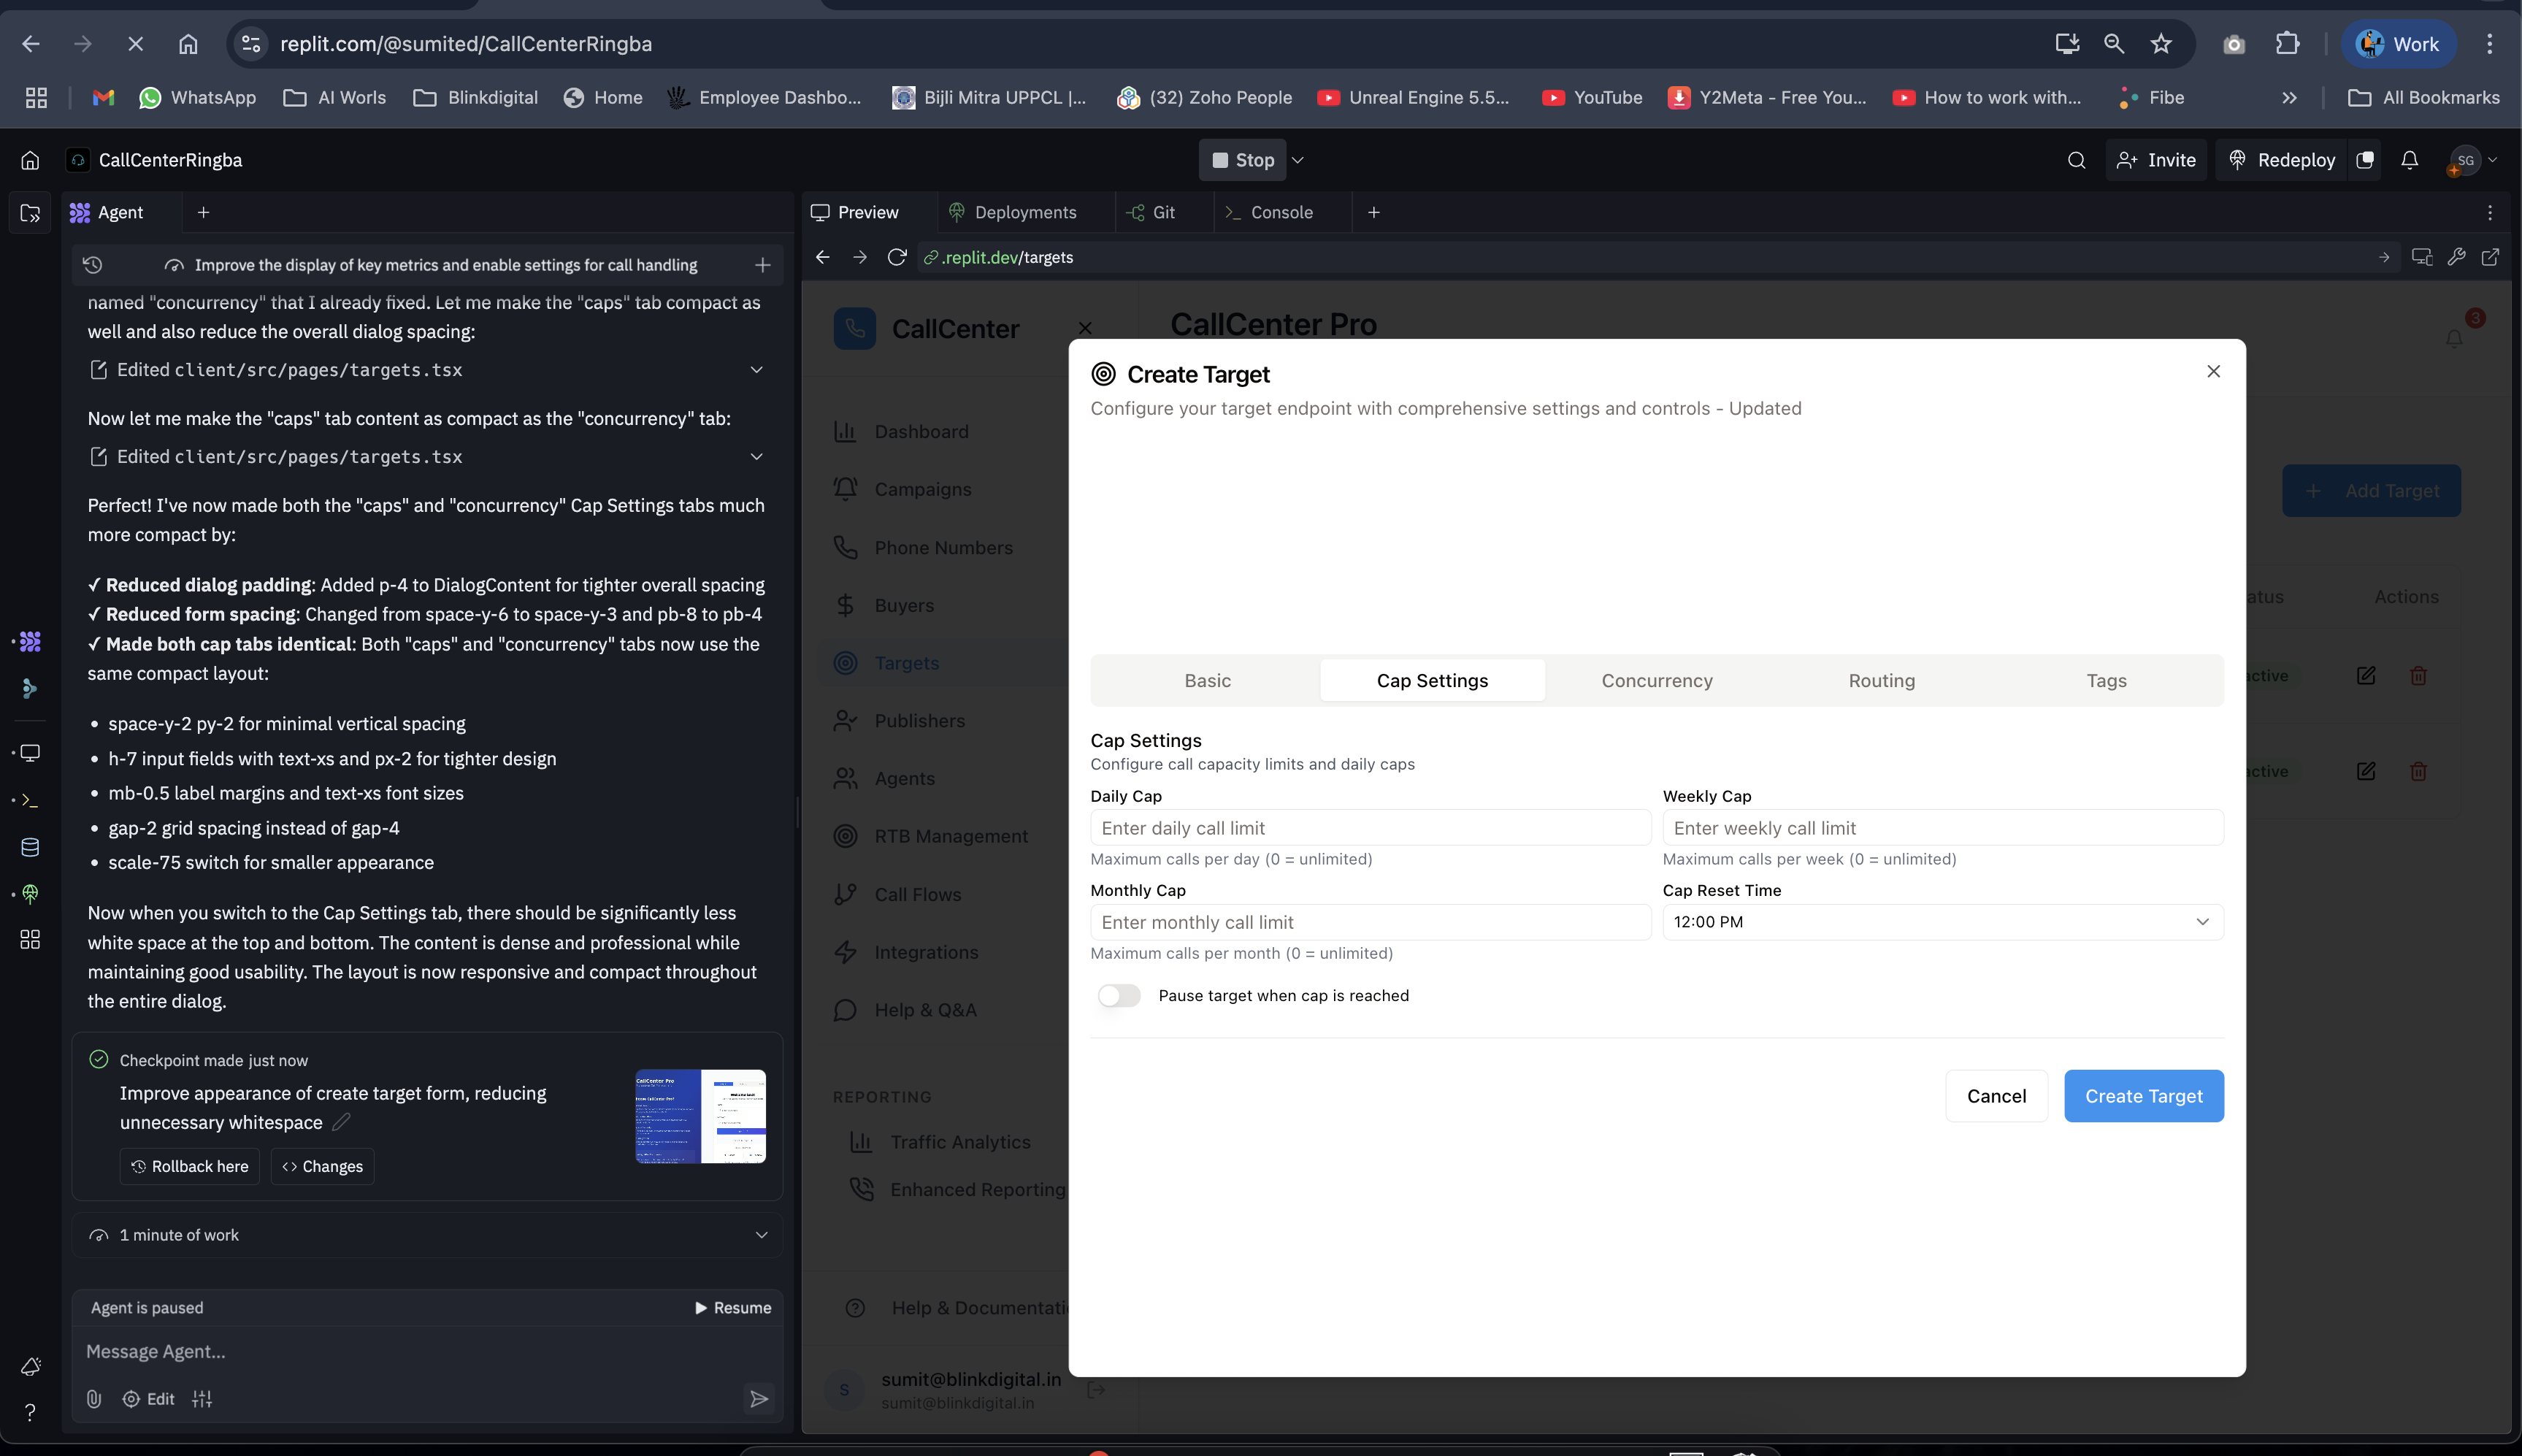 replit.com/@sumited/CallCenterRingba
Work
WhatsApp
AI Worls
Blinkdigital
Home
Employee Dashbo...
Bijli Mitra UPPCL |...
(32) Zoho People
Unreal Engine 5.5...
YouTube
Y2Meta - Free You...
How to work with...
Fibe
All Bookmarks
CallCenterRingba
Stop
Invite
Redeploy
SG
Agent
Preview
Deployments
Git
Console
Improve the display of key metrics and enable settings for call handling
.replit.dev/targets
named "concurrency" that I already fixed. Let me make the "caps" tab compact as
well and also reduce the overall dialog spacing:
Edited client/src/pages/targets.tsx
Now let me make the "caps" tab content as compact as the "concurrency" tab:
Edited client/src/pages/targets.tsx
Perfect! I've now made both the "caps" and "concurrency" Cap Settings tabs much
more compact by:
✓ Reduced dialog padding: Added p-4 to DialogContent for tighter overall spacing
✓ Reduced form spacing: Changed from space-y-6 to space-y-3 and pb-8 to pb-4
✓ Made both cap tabs identical: Both "caps" and "concurrency" tabs now use the
same compact layout:
• space-y-2 py-2 for minimal vertical spacing
• h-7 input fields with text-xs and px-2 for tighter design
• mb-0.5 label margins and text-xs font sizes
• gap-2 grid spacing instead of gap-4
• scale-75 switch for smaller appearance
Now when you switch to the Cap Settings tab, there should be significantly less
white space at the top and bottom. The content is dense and professional while
maintaining good usability. The layout is now responsive and compact throughout
the entire dialog.
Checkpoint made just now
Improve appearance of create target form, reducing
unnecessary whitespace
Rollback here
Changes
CallCenter Pro
1 minute of work
Agent is paused
Resume
Message Agent...
Edit
CallCenter
CallCenter Pro
3
Dashboard
Campaigns
Phone Numbers
Buyers
Targets
Publishers
Agents
RTB Management
Call Flows
Integrations
Help & Q&A
REPORTING
Traffic Analytics
Enhanced Reporting
Help & Documentati
S
sumit@blinkdigital.in
sumit@blinkdigital.in
Add Target
atus
Actions
active
active
Create Target
Configure your target endpoint with comprehensive settings and controls - Updated
Basic
Cap Settings
Concurrency
Routing
Tags
Cap Settings
Configure call capacity limits and daily caps
Daily Cap
Weekly Cap
Enter daily call limit
Enter weekly call limit
Maximum calls per day (0 = unlimited)
Maximum calls per week (0 = unlimited)
Monthly Cap
Cap Reset Time
Enter monthly call limit
12:00 PM
Maximum calls per month (0 = unlimited)
Pause target when cap is reached
Cancel
Create Target